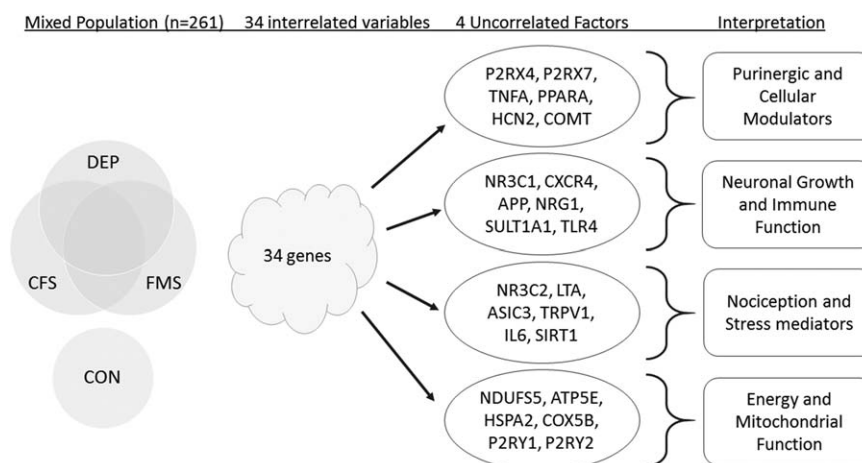 Mixed Population (n=261) 34 interrelated variables 4 Uncorrelated Factors Interpretation
DEP
CFS FMS
CON
34 genes
P2RX4, P2RX7,
TNFA, PPARA,
HCN2, COMT
Purinergic and
Cellular
Modulators
NR3C1, CXCR4,
APP, NRG1,
SULT1A1, TLR4
Neuronal Growth
and Immune
Function
NR3C2, LTA,
ASIC3, TRPV1,
IL6, SIRT1
Nociception and
Stress mediators
NDUFS5, ATP5E,
HSPA2, COX5B,
P2RY1, P2RY2
Energy and
Mitochondrial
Function